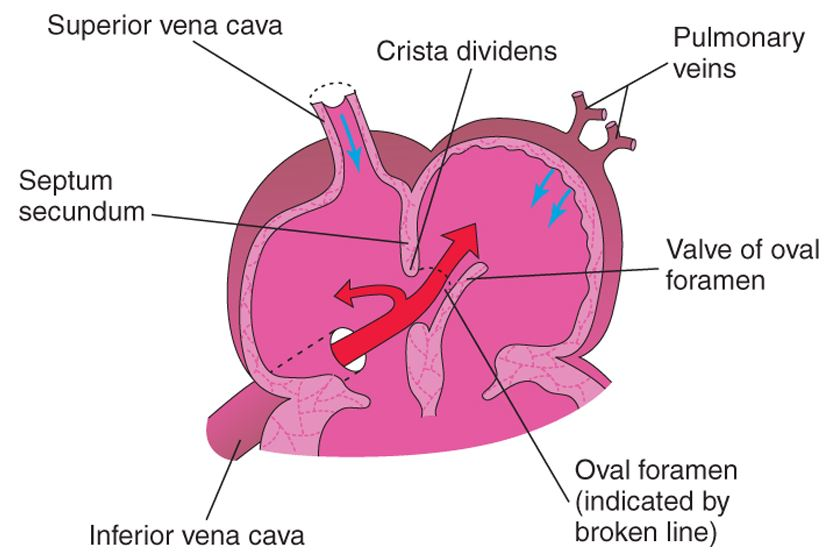 Superior vena cava
Crista dividens
Pulmonary
veins
Septum
secundum
Valve of oval
foramen
Oval foramen
(indicated by
broken line)
Inferior vena cava